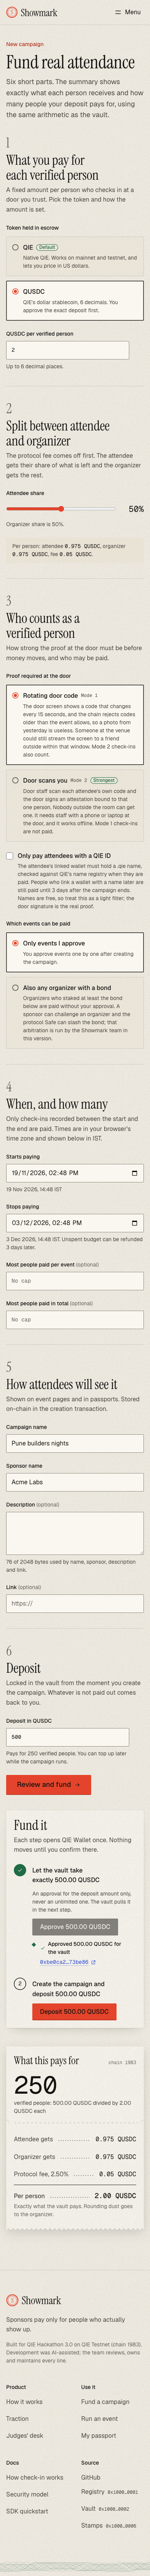 Showmark
Menu
New campaign
Fund real attendance
Six short parts. The summary shows
exactly what each person receives and how
many people your deposit pays for, using
the same arithmetic as the vault.
1
What you pay for
each verified person
A fixed amount per person who checks in at a
door you trust. Pick the token and how the
amount is set.
Token held in escrow
QIE Default
Native QIE. Works on mainnet and testnet, and
lets you price in US dollars.
QUSDC
QIE's dollar stablecoin, 6 decimals. You
approve the exact deposit first.
QUSDC per verified person
2
Up to 6 decimal places.
2
Split between attendee
and organizer
The protocol fee comes off first. The attendee
gets their share of what is left and the organizer
gets the rest.
Attendee share
50%
Organizer share is 50%.
Per person: attendee 0.975 QUSDC, organizer
0.975 QUSDC, fee 0.05 QUSDC.
3
Who counts as a
verified person
How strong the proof at the door must be before
money moves, and who may be paid.
Proof required at the door
Rotating door code Mode 1
The door screen shows a code that changes
every 15 seconds, and the chain rejects codes
older than the event allows, so a photo from
yesterday is useless. Someone at the venue
could still stream the screen to a friend
outside within that window. Mode 2 check-ins
also count.
Door scans you Mode 2 Strongest
Door staff scan each attendee's own code and
the door signs an attestation bound to that
one person. Nobody outside the room can get
one. It needs staff with a phone or laptop at
the door, and it works offline. Mode 1 check-ins
are not paid.
Only pay attendees with a QIE ID
The attendee's linked wallet must hold a .qie name,
checked against QIE's name registry when they are
paid. People who link a wallet with a name later are
still paid until 3 days after the campaign ends.
Names are free, so treat this as a light filter: the
door signature is the real proof.
Which events can be paid
Only events I approve
You approve events one by one after creating
the campaign.
Also any organizer with a bond
Organizers who staked at least the bond
below are paid without your approval. A
sponsor can challenge an organizer and the
protocol Safe can slash the bond; that
arbitration is run by the Showmark team in
this version.
4
When, and how many
Only check-ins recorded between the start and
the end are paid. Times are in your browser's
time zone and shown below in IST.
Starts paying
19/11/2026, 02:48 PM
19 Nov 2026, 14:48 IST
Stops paying
03/12/2026, 02:48 PM
3 Dec 2026, 14:48 IST. Unspent budget can be refunded
3 days later.
Most people paid per event (optional)
No cap
Most people paid in total (optional)
No cap
5
How attendees will see it
Shown on event pages and in passports. Stored
on-chain in the creation transaction.
Campaign name
Pune builders nights
Sponsor name
Acme Labs
Description (optional)
76 of 2048 bytes used by name, sponsor, description
and link.
Link (optional)
https://
6
Deposit
Locked in the vault from the moment you create
the campaign. Whatever is not paid out comes
back to you.
Deposit in QUSDC
500
Pays for 250 verified people. You can top up later
while the campaign runs.
Review and fund →
Fund it
Each step opens QIE Wallet once. Nothing
moves until you confirm there.
Let the vault take
exactly 500.00 QUSDC
An approval for the deposit amount only,
never an unlimited one. The vault pulls it
in the next step.
Approve 500.00 QUSDC
Approved 500.00 QUSDC for
the vault
0xbe0ca2…73be86
2
Create the campaign and
deposit 500.00 QUSDC
Deposit 500.00 QUSDC
What this pays for
chain 1983
250
verified people: 500.00 QUSDC divided by 2.00
QUSDC each
Attendee gets 0.975 QUSDC
Organizer gets 0.975 QUSDC
Protocol fee, 2.50% 0.05 QUSDC
Per person 2.00 QUSDC
Exactly what the vault pays. Rounding dust goes
to the organizer.
Showmark
Sponsors pay only for people who actually
show up.
Built for QIE Hackathon 3.0 on QIE Testnet (chain 1983).
Development was AI-assisted; the team reviews, owns
and maintains every line.
Product
Use it
How it works
Fund a campaign
Traction
Run an event
Judges' desk
My passport
Docs
Source
How check-in works
GitHub
Security model
Registry
SDK quickstart
Vault
Stamps